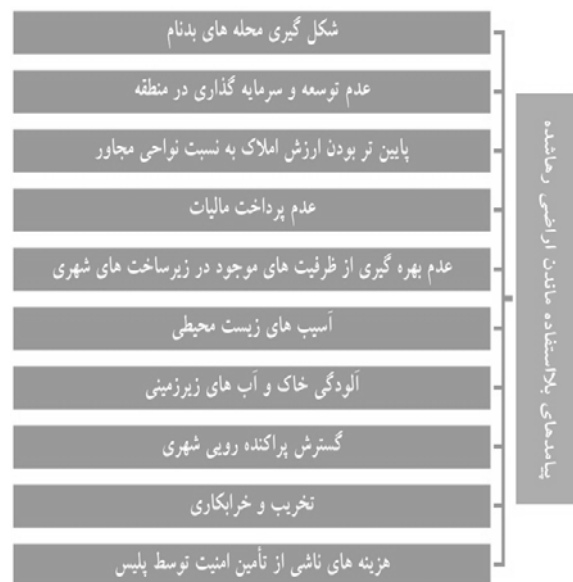 پیامدهای بلااستفاده ماندن اراضی رهاشده
شکل گیری محله های بدنام
عدم توسعه و سرمایه گذاری در منطقه
پایین تر بودن ارزش املاک به نسبت نواحی مجاور
عدم پرداخت مالیات
عدم بهره گیری از ظرفیت های موجود در زیرساخت های شهری
آسیب های زیست محیطی
آلودگی خاک و آب های زیرزمینی
گسترش پراکنده رویی شهری
تخریب و خرابکاری
هزینه های ناشی از تأمین امنیت توسط پلیس